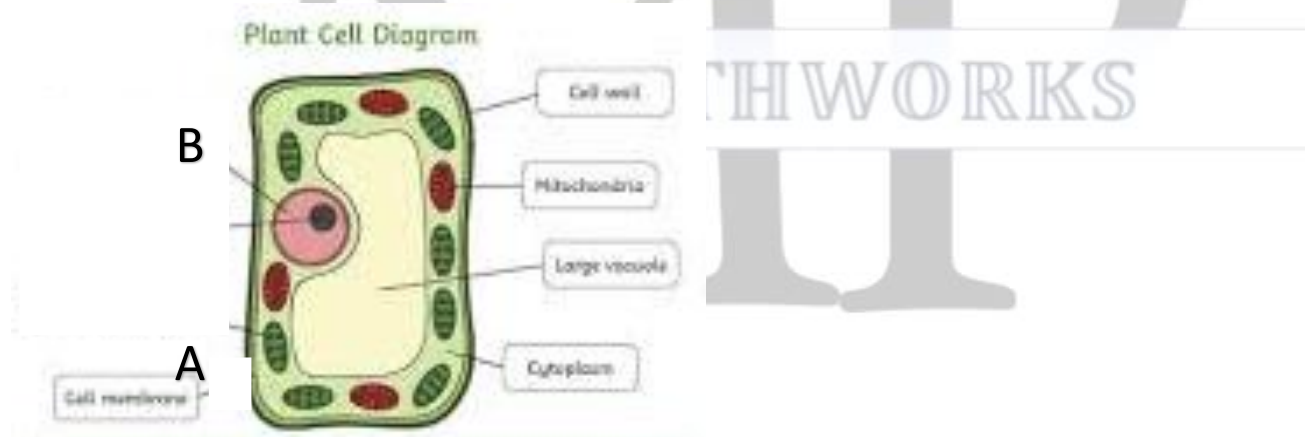 Plant Cell Diagram
THWORKS
Cell wall
B
Mitochondria
Large vacuole
A
Cytoplasm
Cell membrane